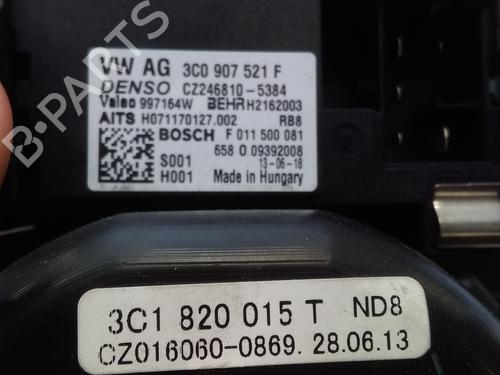 VW AG 3C0 907 521 F
DENSO CZ246810-5384
Valeo 997164W BEHR H2162003
AITS H071170127.002 RB8
BOSCH F 011 500 081
658 O 09392008
S001 13-06-18
H001 Made in Hungary
3C1 820 015 T ND8
CZ016060-0869. 28.06.13
B-PARTS